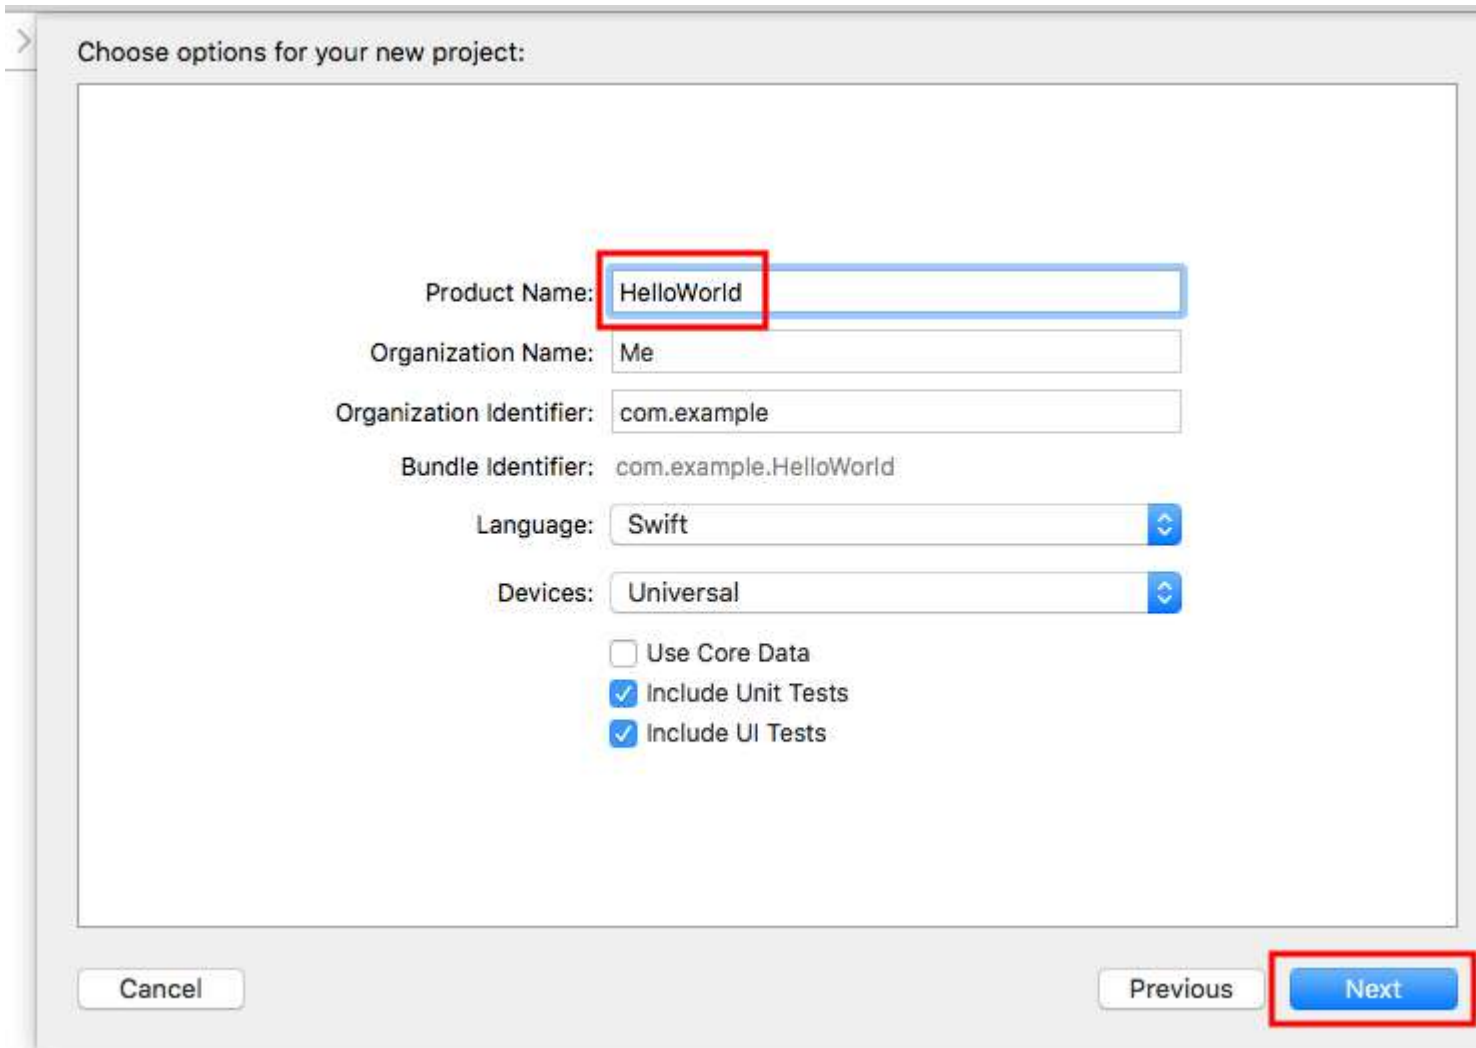 Choose options for your new project:
Product Name: HelloWorld
Organization Name: Me
Organization Identifier: com.example
Bundle Identifier: com.example.HelloWorld
Language: Swift
Devices: Universal
Use Core Data
Include Unit Tests
Include UI Tests
Cancel Previous Next